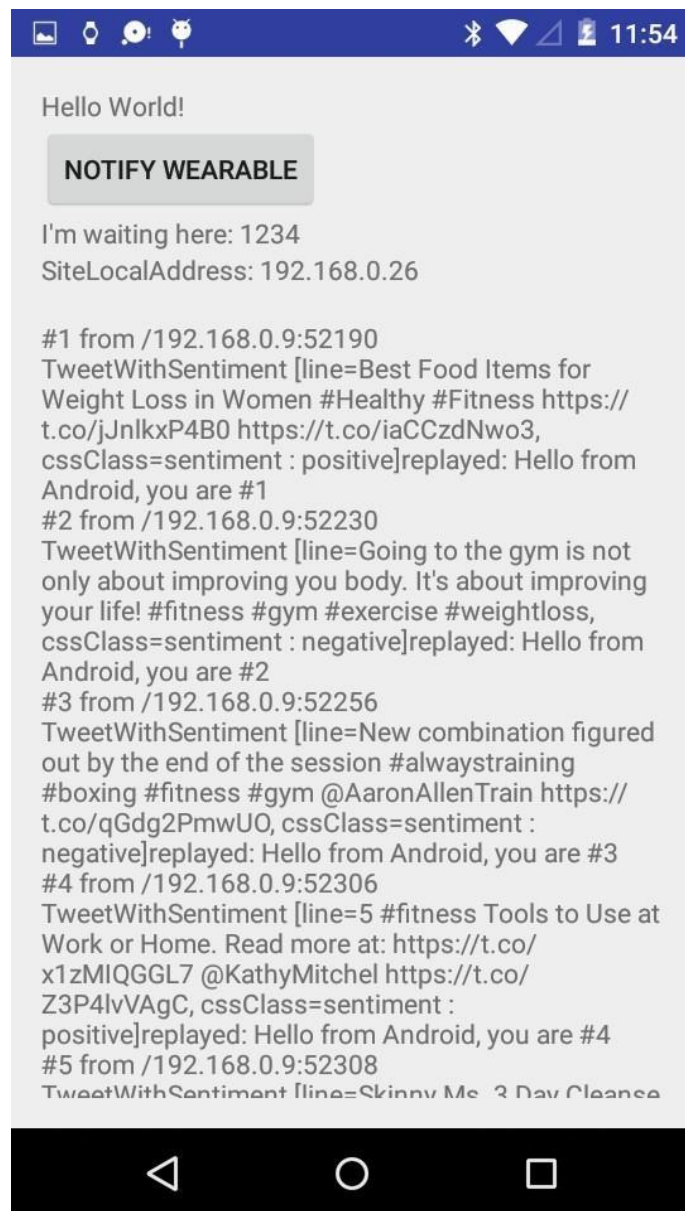 11:54
Hello World!
NOTIFY WEARABLE
I'm waiting here: 1234
SiteLocalAddress: 192.168.0.26
#1 from /192.168.0.9:52190
TweetWithSentiment [line=Best Food Items for
Weight Loss in Women #Healthy #Fitness https://
t.co/jJnlkxP4B0 https://t.co/iaCCzdNwo3,
cssClass=sentiment : positive]replayed: Hello from
Android, you are #1
#2 from /192.168.0.9:52230
TweetWithSentiment [line=Going to the gym is not
only about improving you body. It's about improving
your life! #fitness #gym #exercise #weightloss,
cssClass=sentiment : negative]replayed: Hello from
Android, you are #2
#3 from /192.168.0.9:52256
TweetWithSentiment [line=New combination figured
out by the end of the session #alwaystraining
#boxing #fitness #gym @AaronAllenTrain https://
t.co/qGdg2PmwUO, cssClass=sentiment :
negative]replayed: Hello from Android, you are #3
#4 from /192.168.0.9:52306
TweetWithSentiment [line=5 #fitness Tools to Use at
Work or Home. Read more at: https://t.co/
x1zMIQGGL7 @KathyMitchel https://t.co/
Z3P4lvVAgC, cssClass=sentiment :
positive]replayed: Hello from Android, you are #4
#5 from /192.168.0.9:52308
TweetWithSentiment [line=Skinny Ms. 3 Day Cleanse